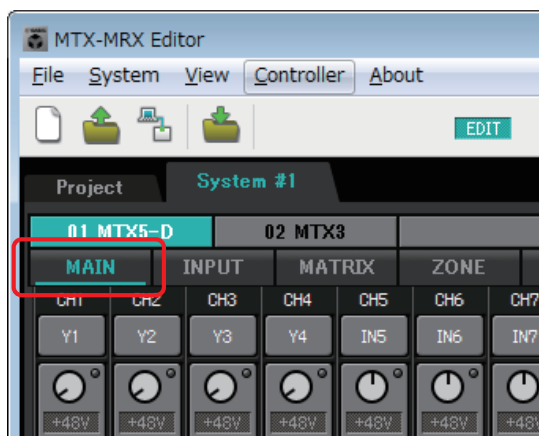 MTX-MRX Editor
File System View Controller About
EDIT
Project System #1
01 MTX5-D 02 MTX3
MAIN INPUT MATRIX ZONE
CH1 CH2 CH3 CH4 CH5 CH6 CH7
Y1 Y2 Y3 Y4 IN5 IN6 IN7
+48V +48V +48V +48V +48V +48V +48V